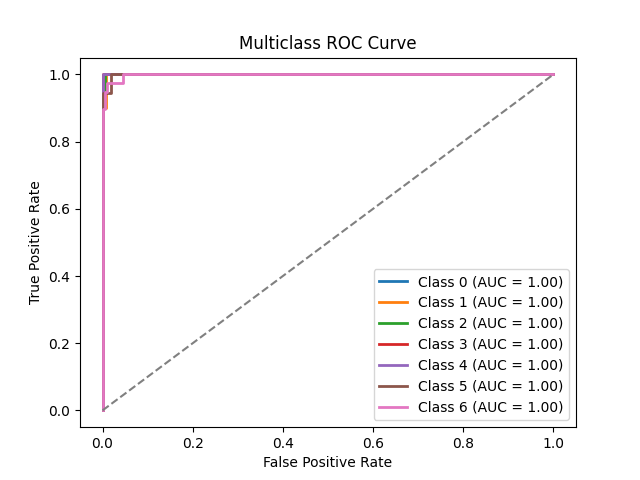 Multiclass ROC Curve
True Positive Rate
1.0
0.8
0.6
0.4
0.2
0.0
Class 0 (AUC = 1.00)
Class 1 (AUC = 1.00)
Class 2 (AUC = 1.00)
Class 3 (AUC = 1.00)
Class 4 (AUC = 1.00)
Class 5 (AUC = 1.00)
Class 6 (AUC = 1.00)
0.0 0.2 0.4 0.6 0.8 1.0
False Positive Rate